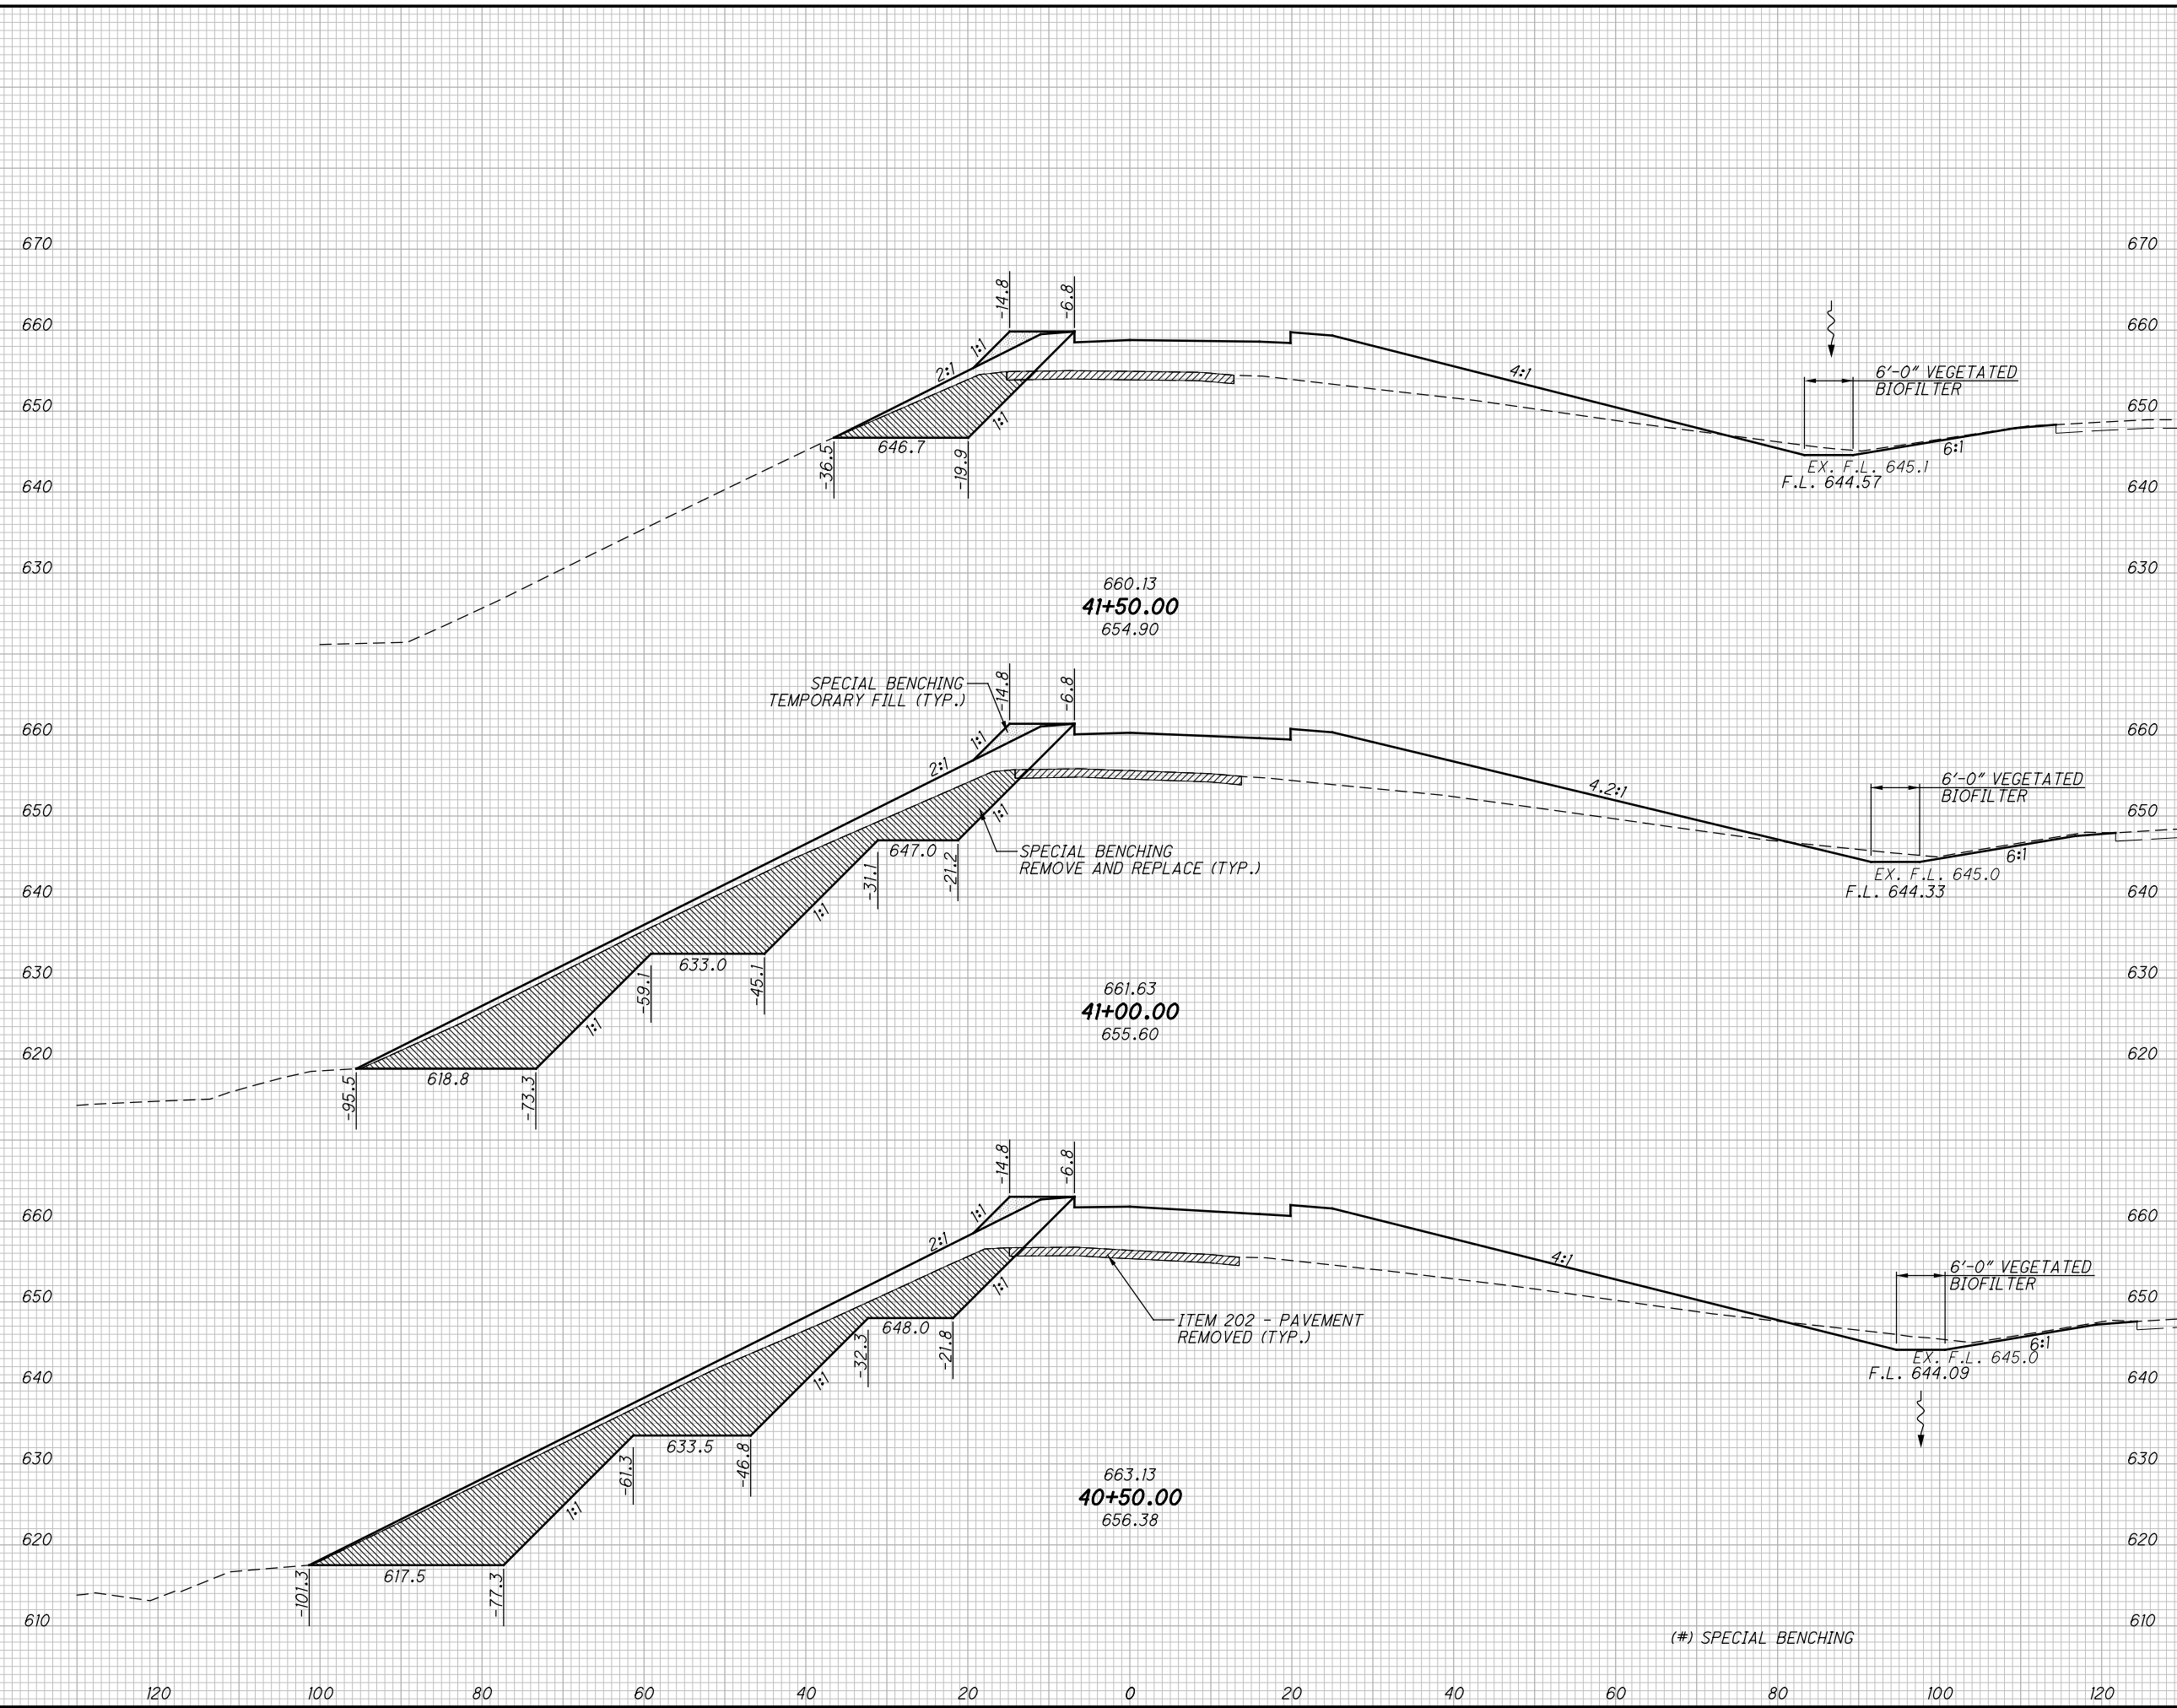 670 670
-14.8 -6.8
660 660
1:1
2:1 4:1 6'-0" VEGETATED
BIOFILTER
650 650
1:1
646.7 6:1
-36.5 -19.9 EX. F.L. 645.1
F.L. 644.57
640 640
630 630
660.13
41+50.00
654.90
SPECIAL BENCHING
TEMPORARY FILL (TYP.)
-14.8 -6.8
660 660
1:1
2:1 4.2:1 6'-0" VEGETATED
BIOFILTER
650 650
1:1
647.0 SPECIAL BENCHING
REMOVE AND REPLACE (TYP.)
6:1
-31.1 -21.2 EX. F.L. 645.0
F.L. 644.33
640 640
1:1
633.0
630 630
-59.1 -45.1
661.63
41+00.00
655.60
1:1
620 620
618.8
-95.5 -73.3
-14.8 -6.8
660 660
1:1
2:1 4:1 6'-0" VEGETATED
BIOFILTER
1:1
650 650
648.0 ITEM 202 - PAVEMENT
REMOVED (TYP.)
6:1
-32.3 -21.8 EX. F.L. 645.0
F.L. 644.09
640 640
1:1
633.5
630 630
-61.3 -46.8
663.13
40+50.00
656.38
1:1
620 620
617.5
-101.3 -77.3
610 610
(#) SPECIAL BENCHING
120 100 80 60 40 20 0 20 40 60 80 100 120